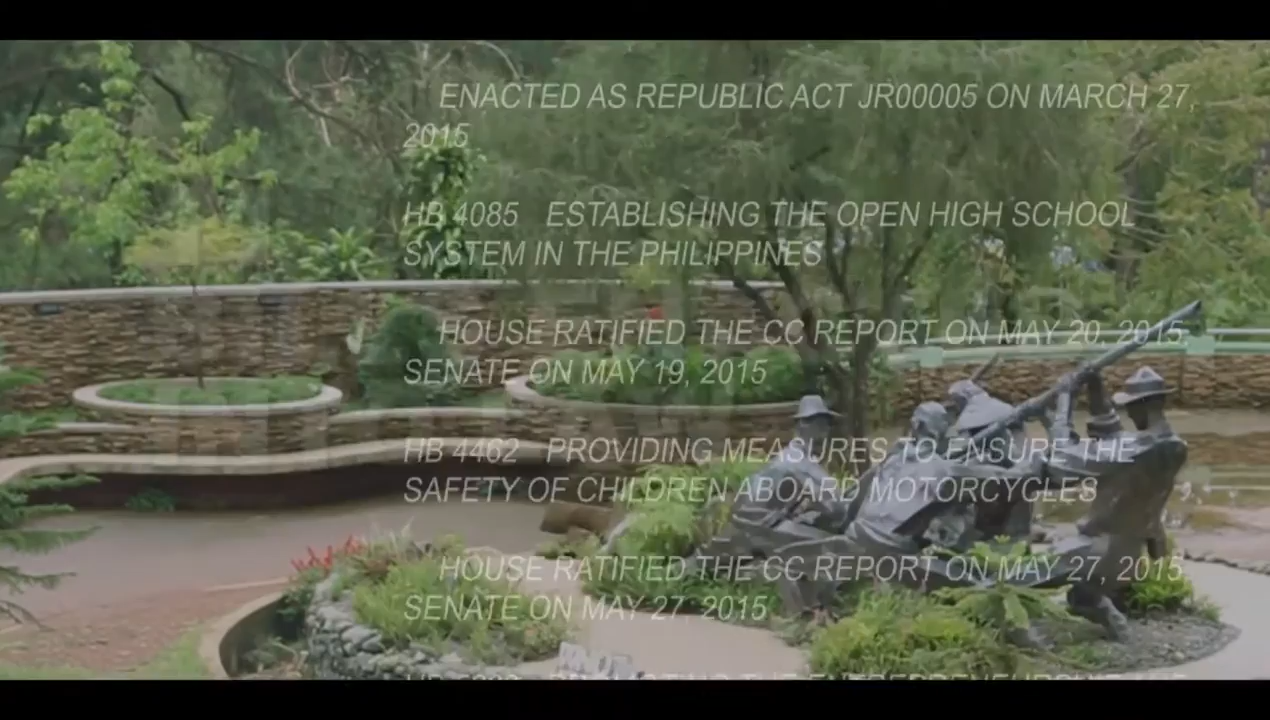 ENACTED AS REPUBLIC ACT JR00005 ON MARCH 27,
2015
HB 4085 ESTABLISHING THE OPEN HIGH SCHOOL
SYSTEM IN THE PHILIPPINES
HOUSE RATIFIED THE CC REPORT ON MAY 20, 2015
SENATE ON MAY 19, 2015
HB 4462 PROVIDING MEASURES TO ENSURE THE
SAFETY OF CHILDREN ABOARD MOTORCYCLES
HOUSE RATIFIED THE CC REPORT ON MAY 27, 2015
SENATE ON MAY 27, 2015